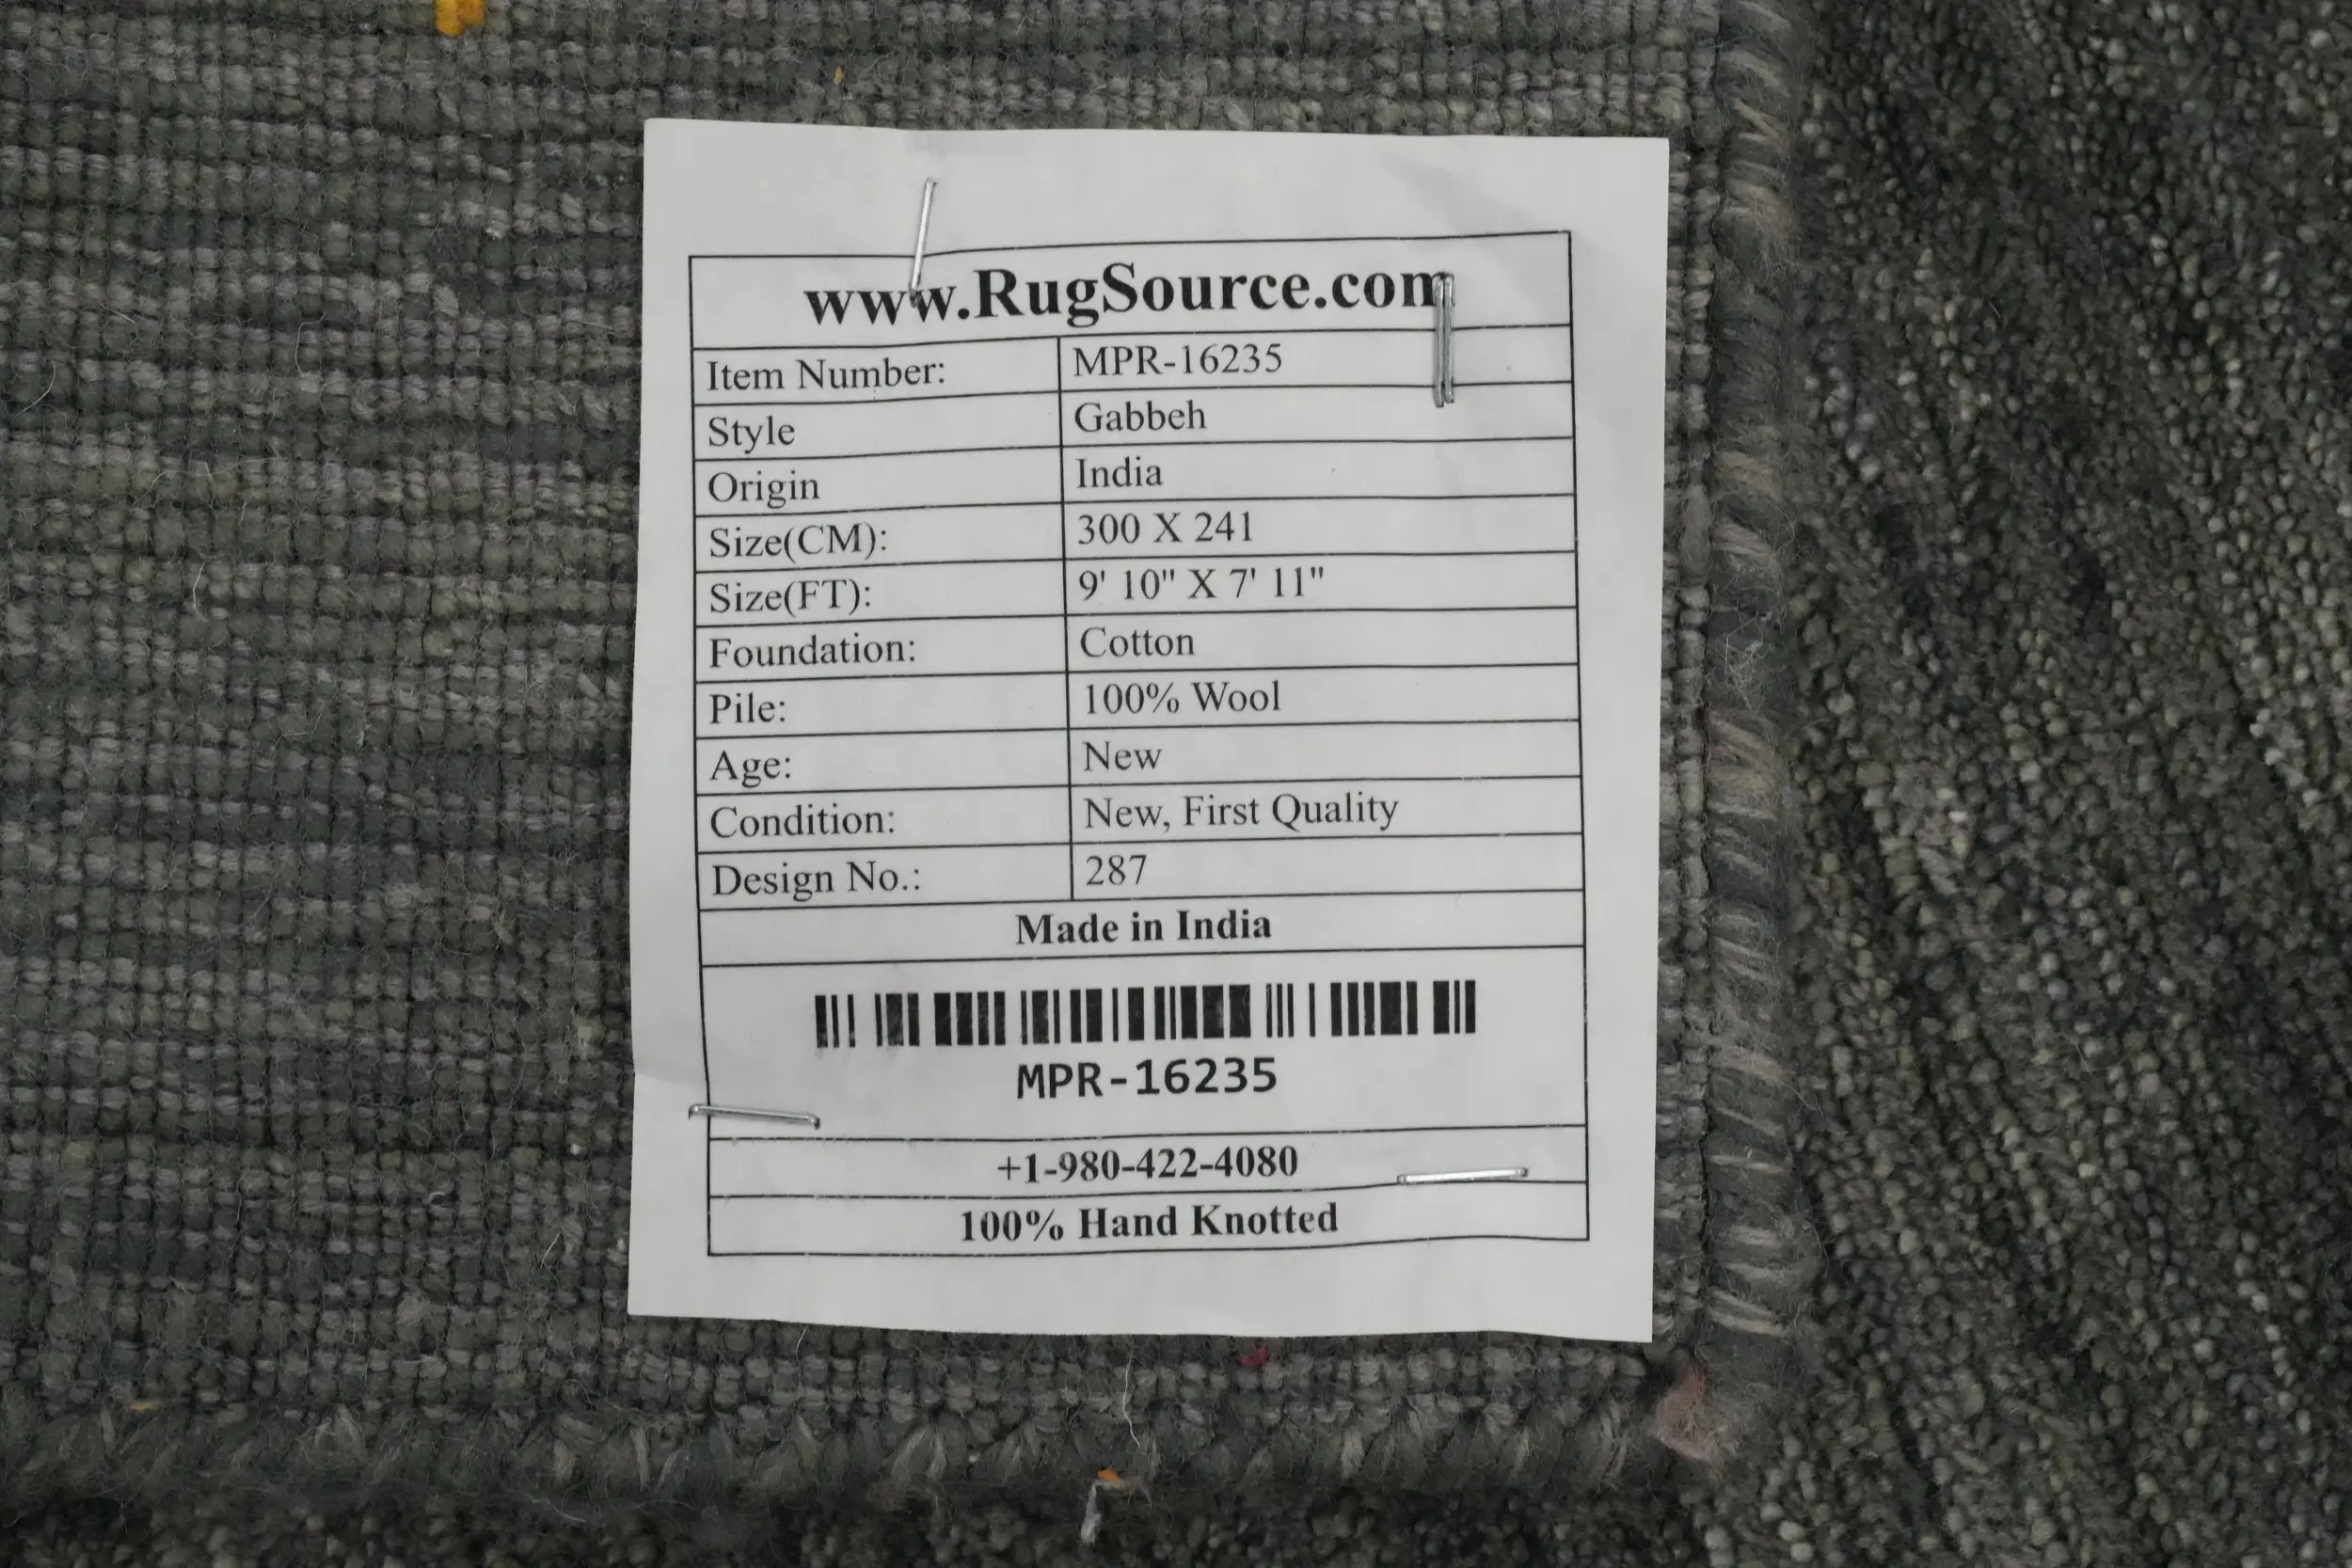 www.RugSource.com
Item Number: MPR-16235
Style Gabbeh
Origin India
Size(CM): 300 X 241
Size(FT): 9' 10" X 7' 11"
Foundation: Cotton
Pile: 100% Wool
Age: New
Condition: New, First Quality
Design No.: 287
Made in India
MPR-16235
+1-980-422-4080
100% Hand Knotted